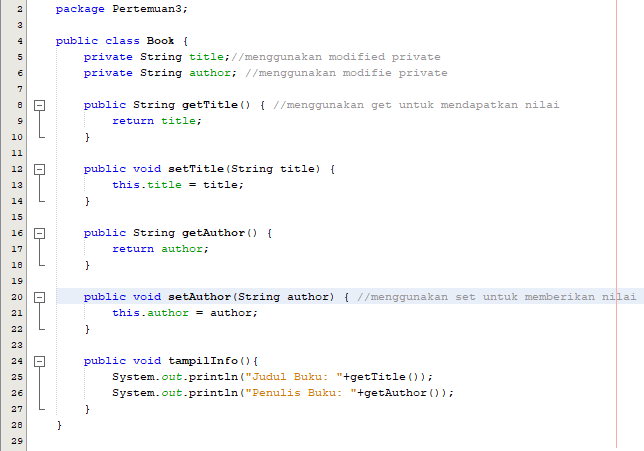 2 package Pertemuan3;
3
4 public class Book {
5 private String title;//menggunakan modified private
6 private String author; //menggunakan modifie private
7
8 public String getTitle() { //menggunakan get untuk mendapatkan nilai
9 return title;
10 }
11
12 public void setTitle(String title) {
13 this.title = title;
14 }
15
16 public String getAuthor() {
17 return author;
18 }
19
20 public void setAuthor(String author) { //menggunakan set untuk memberikan nilai
21 this.author = author;
22 }
23
24 public void tampilInfo(){
25 System.out.println("Judul Buku: "+getTitle());
26 System.out.println("Penulis Buku: "+getAuthor());
27 }
28 }
29